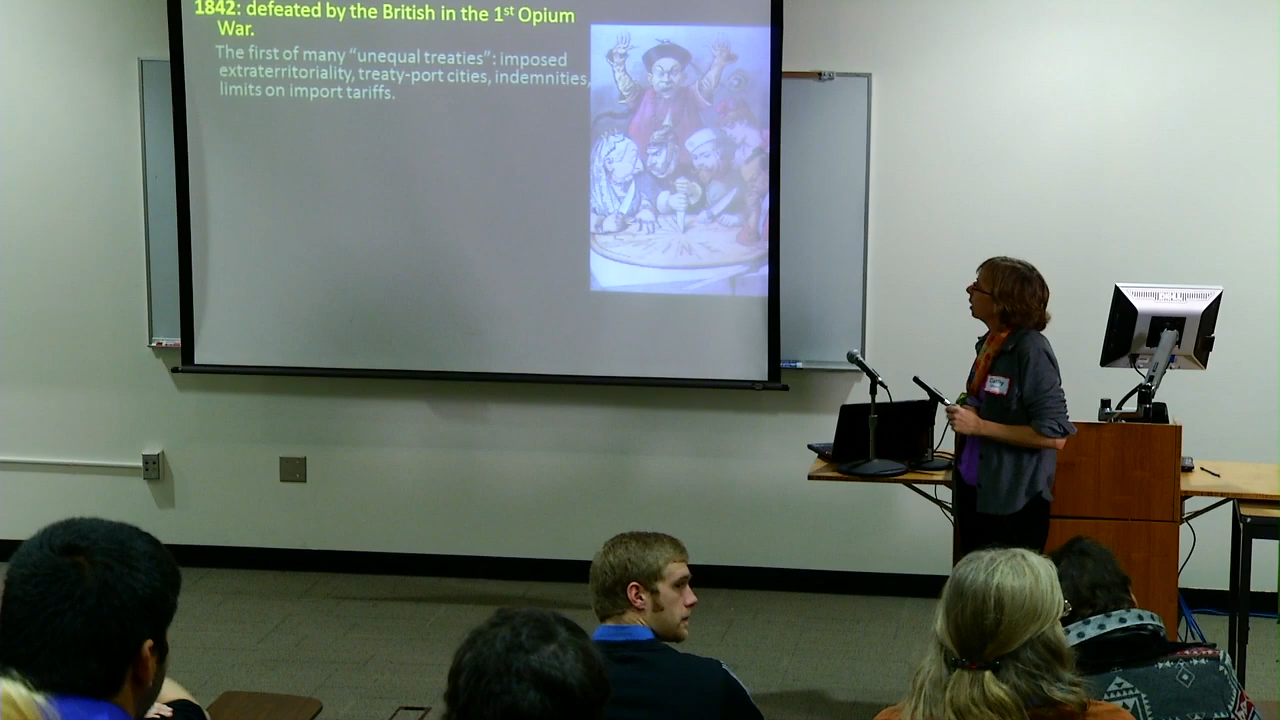 1842: defeated by the British in the 1st Opium
War.
The first of many “unequal treaties”: imposed
extraterritoriality, treaty-port cities, indemnities,
limits on import tariffs.